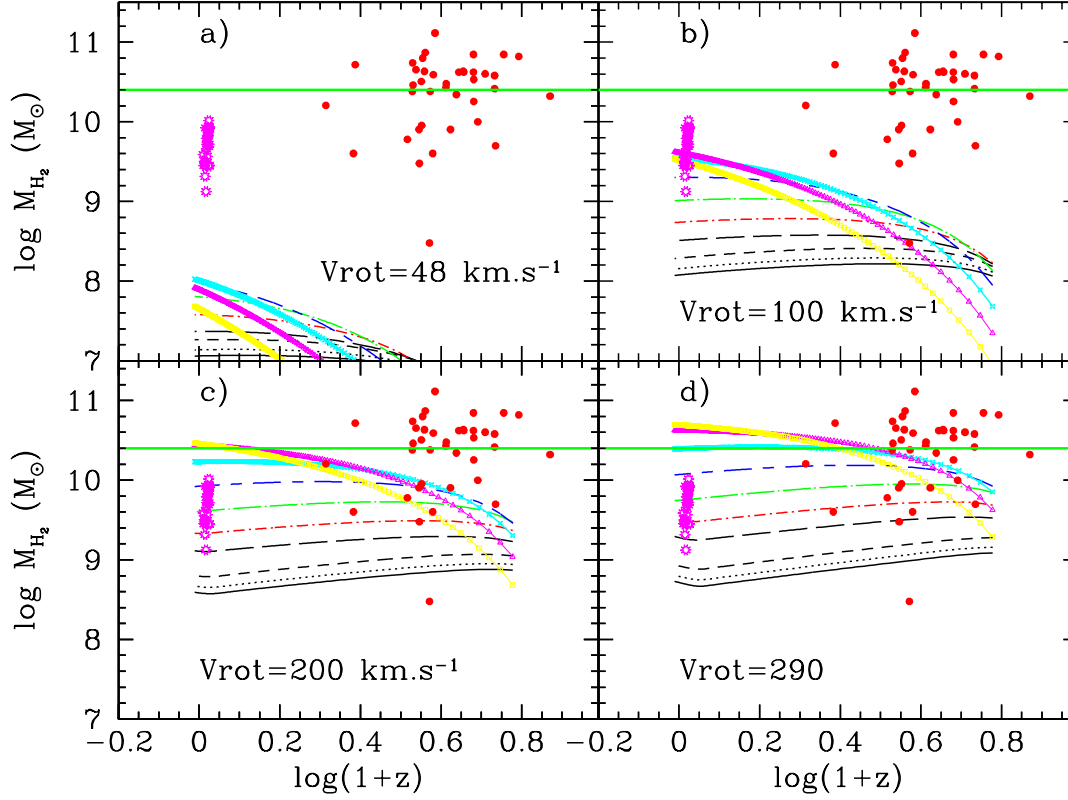 a)
b)
11
10
9
8
7
log M_H₂ (M_⊙)
Vrot=48 km.s⁻¹
Vrot=100 km.s⁻¹
c)
d)
11
10
9
8
7
log M_H₂ (M_⊙)
Vrot=200 km.s⁻¹
Vrot=290
-0.2 0 0.2 0.4 0.6 0.8
-0.2 0 0.2 0.4 0.6 0.8
log(1+z)
log(1+z)